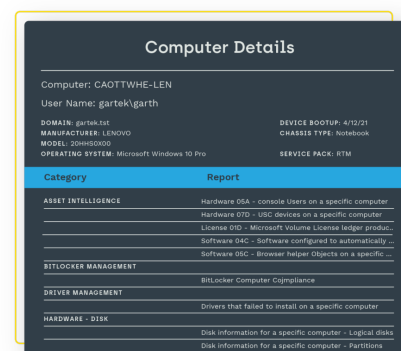 Computer Details
Computer: CAOTTWHE-LEN
User Name: gartek\garth
DOMAIN: gartek.tst
DEVICE BOOTUP: 4/12/21
MANUFACTURER: LENOVO
CHASSIS TYPE: Notebook
MODEL: 20HHS0X00
OPERATING SYSTEM: Microsoft Windows 10 Pro
SERVICE PACK: RTM
Category Report
ASSET INTELLIGENCE Hardware 05A - console Users on a specific computer
Hardware 07D - USC devices on a specific computer
License 01D - Microsoft Volume License ledger produc..
Software 04C - Software configured to automatically ...
Software 05C - Browser helper Objects on a specific ...
BITLOCKER MANAGEMENT
BitLocker Computer Cojmpliance
DRIVER MANAGEMENT
Drivers that failed to install on a specific computer
HARDWARE - DISK
Disk information for a specific computer - Logical disks
Disk information for a specific computer - Partitions